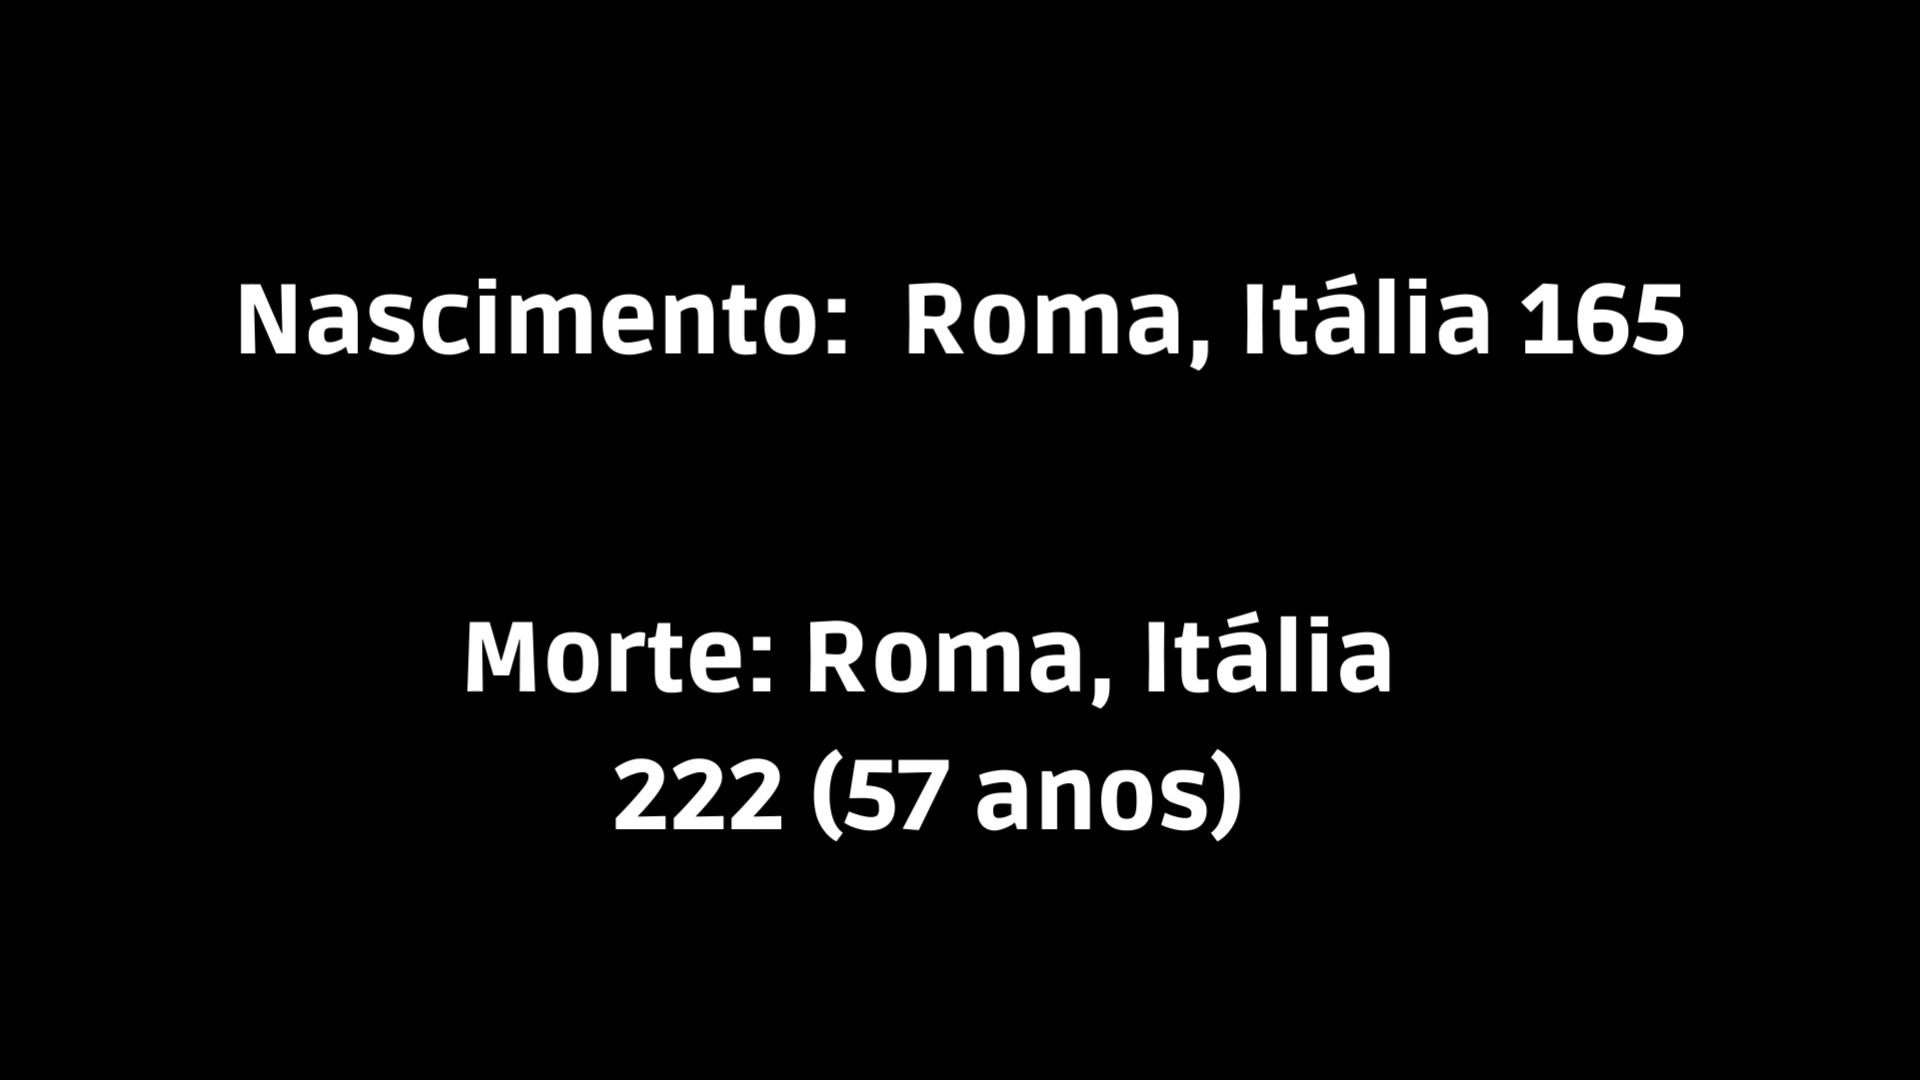 Nascimento: Roma, Itália 165
Morte: Roma, Itália
222 (57 anos)